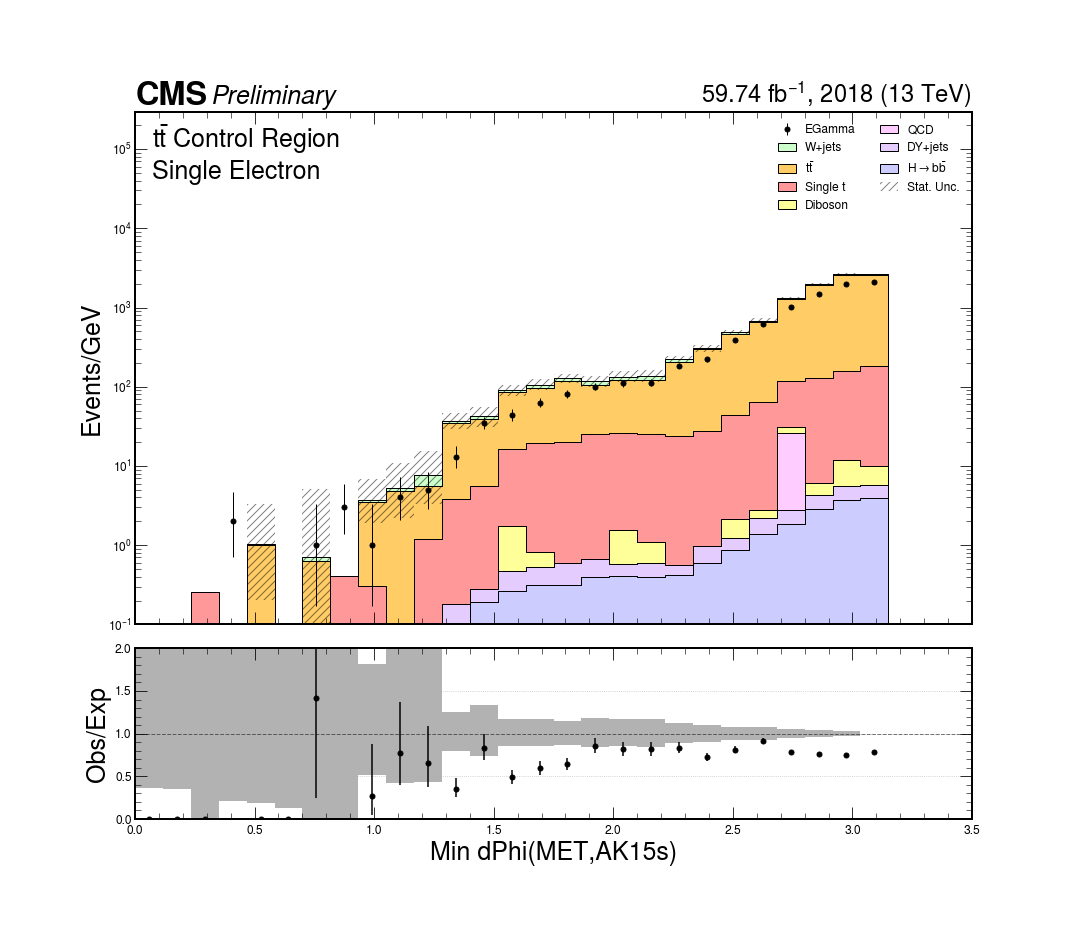 CMS Preliminary
59.74 fb⁻¹, 2018 (13 TeV)
tt̄ Control Region
Single Electron
EGamma
W+jets
tt̄
Single t
Diboson
QCD
DY+jets
H→bb̄
Stat. Unc.
Events/GeV
10⁵
10⁴
10³
10²
10¹
10⁰
10⁻¹
Obs/Exp
2.0
1.5
1.0
0.5
0.0
0.0 0.5 1.0 1.5 2.0 2.5 3.0 3.5
Min dPhi(MET,AK15s)